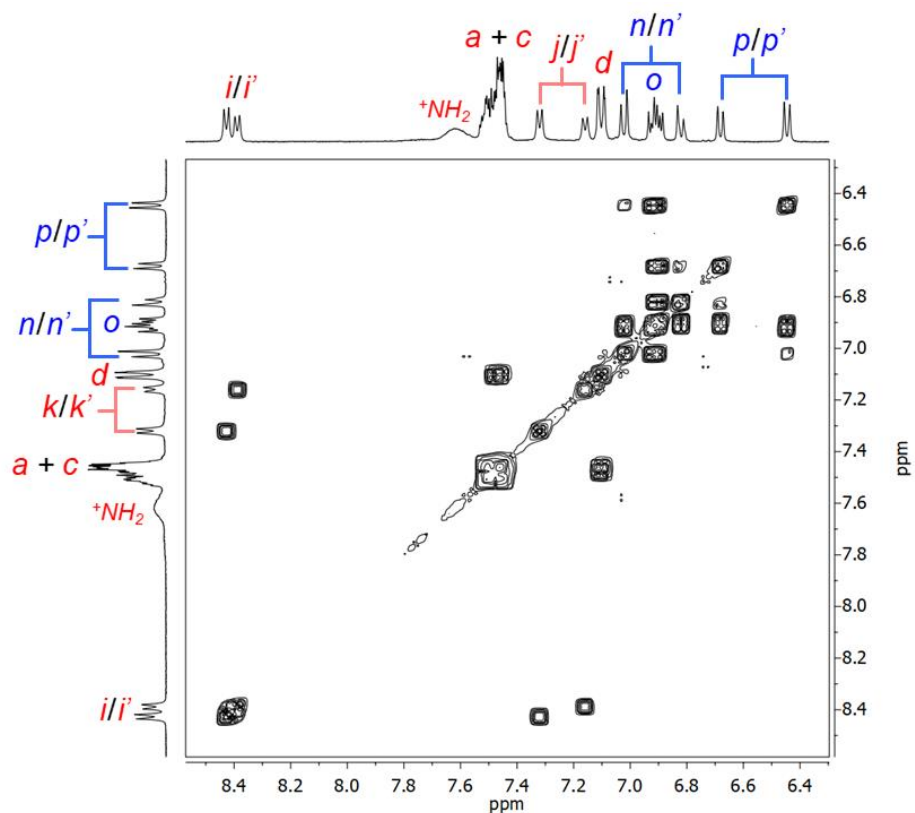 i/i'
+NH2
a + c
j/j'
d
n/n'
o
p/p'
p/p'
n/n'
o
d
k/k'
a + c
+NH2
i/i'
6.4
6.6
6.8
7.0
7.2
7.4
7.6
7.8
8.0
8.2
8.4
ppm
8.4
8.2
8.0
7.8
7.6
7.4
7.2
7.0
6.8
6.6
6.4
ppm